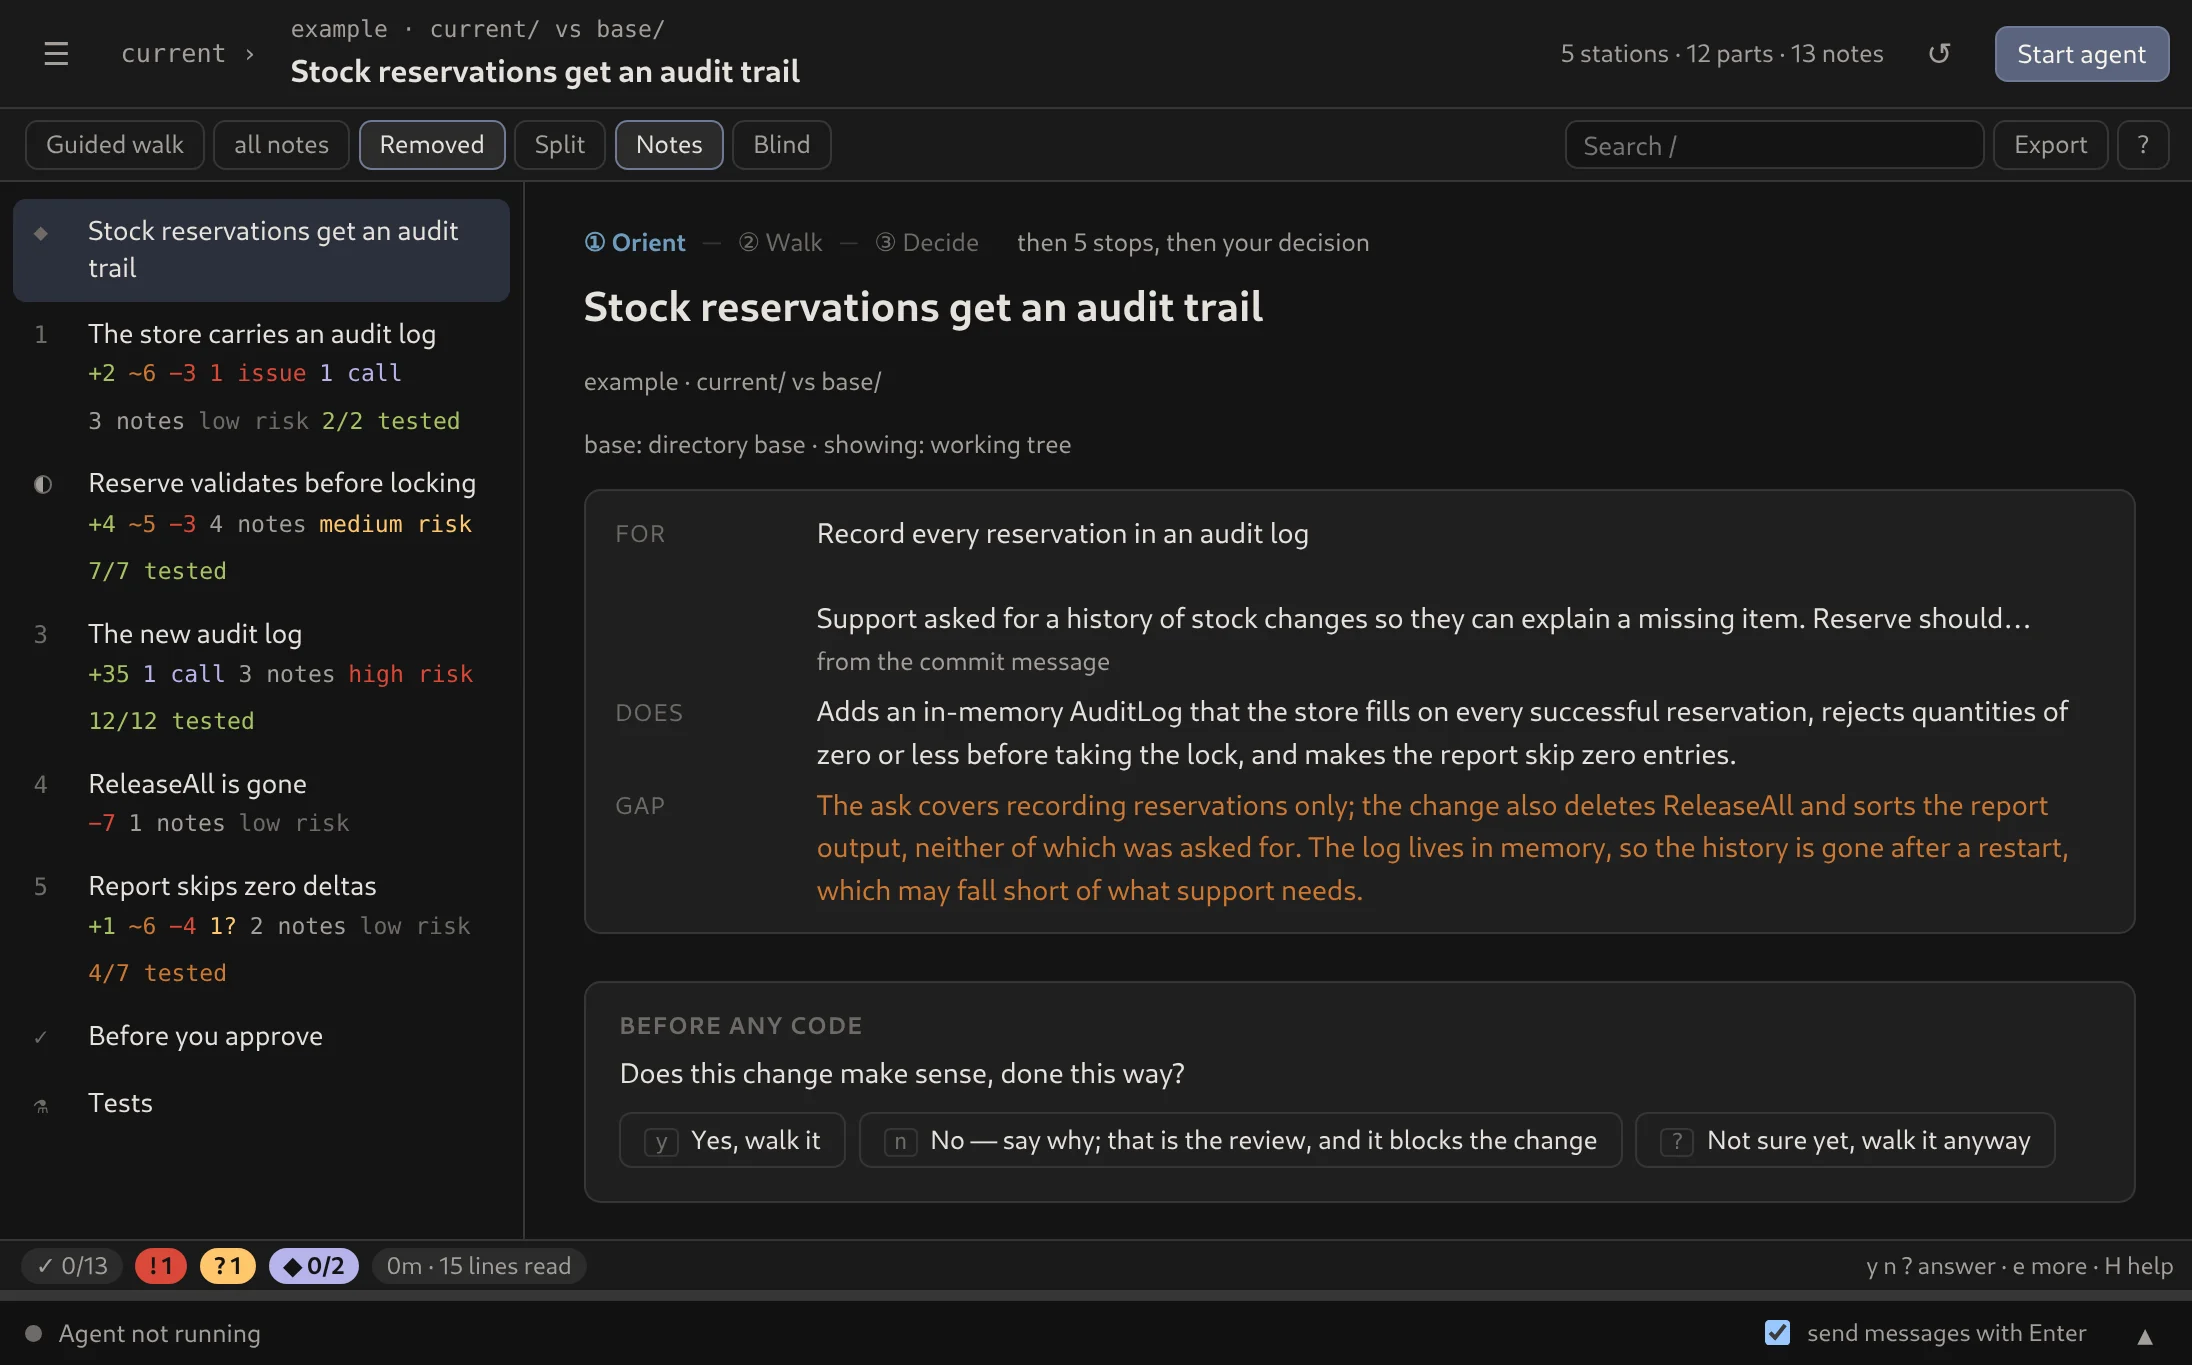 ☰ current › example · current/ vs base/
Stock reservations get an audit trail
5 stations · 12 parts · 13 notes ↺ Start agent
Guided walk all notes Removed Split Notes Blind Search / Export ?
◆ Stock reservations get an audit
trail
1 The store carries an audit log
+2 ~6 −3 1 issue 1 call
3 notes low risk 2/2 tested
◐ Reserve validates before locking
+4 ~5 −3 4 notes medium risk
7/7 tested
3 The new audit log
+35 1 call 3 notes high risk
12/12 tested
4 ReleaseAll is gone
−7 1 notes low risk
5 Report skips zero deltas
+1 ~6 −4 1? 2 notes low risk
4/7 tested
✓ Before you approve
⚗ Tests
① Orient — ② Walk — ③ Decide then 5 stops, then your decision
Stock reservations get an audit trail
example · current/ vs base/
base: directory base · showing: working tree
FOR Record every reservation in an audit log
Support asked for a history of stock changes so they can explain a missing item. Reserve should…
from the commit message
DOES Adds an in-memory AuditLog that the store fills on every successful reservation, rejects quantities of
zero or less before taking the lock, and makes the report skip zero entries.
GAP The ask covers recording reservations only; the change also deletes ReleaseAll and sorts the report
output, neither of which was asked for. The log lives in memory, so the history is gone after a restart,
which may fall short of what support needs.
BEFORE ANY CODE
Does this change make sense, done this way?
y Yes, walk it n No — say why; that is the review, and it blocks the change ? Not sure yet, walk it anyway
✓ 0/13 !1 ?1 ◆ 0/2 0m · 15 lines read y n ? answer · e more · H help
Agent not running send messages with Enter ▲